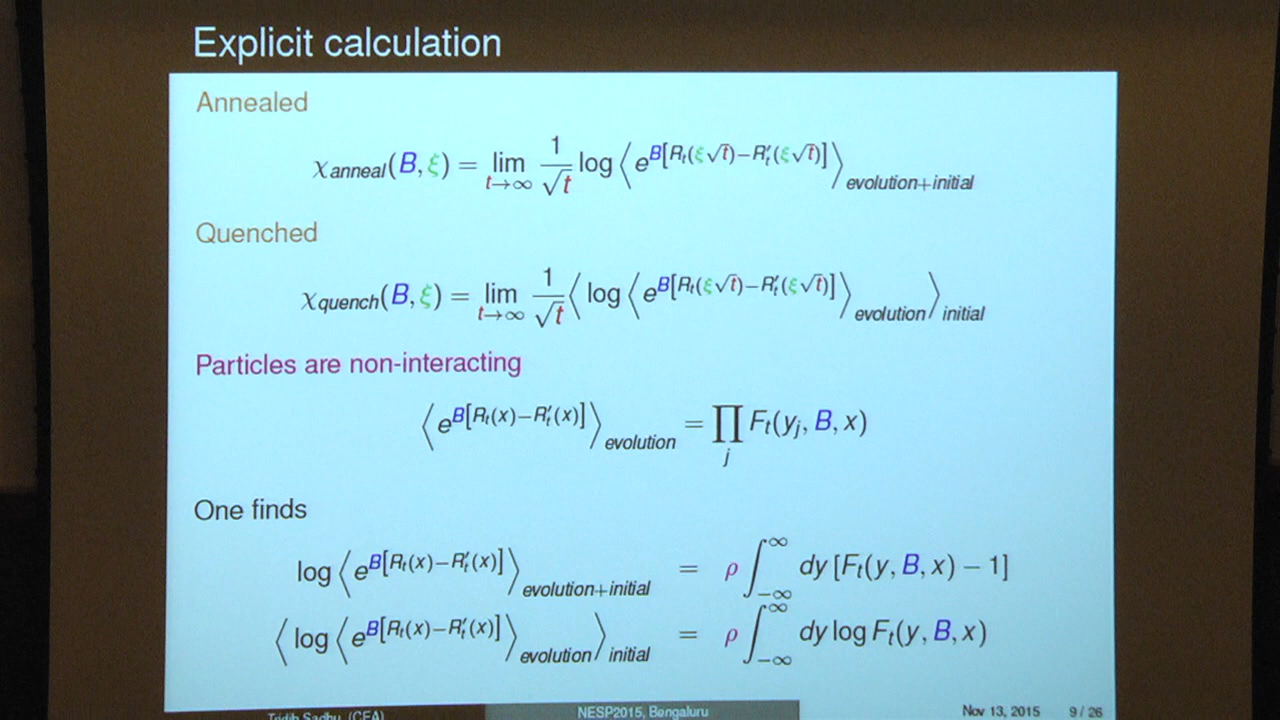 Explicit calculation
Annealed
χ_anneal(B, ξ) = lim_{t→∞} 1/√t log ⟨e^{B[R_t(ξ√t)−R′_t(ξ√t)]}⟩_{evolution+initial}
Quenched
χ_quench(B, ξ) = lim_{t→∞} 1/√t ⟨log ⟨e^{B[R_t(ξ√t)−R′_t(ξ√t)]}⟩_{evolution}⟩_{initial}
Particles are non-interacting
⟨e^{B[R_t(x)−R′_t(x)]}⟩_{evolution} = ∏_j F_t(y_j, B, x)
One finds
log ⟨e^{B[R_t(x)−R′_t(x)]}⟩_{evolution+initial} = ρ ∫_{−∞}^{∞} dy [F_t(y, B, x) − 1]
⟨log ⟨e^{B[R_t(x)−R′_t(x)]}⟩_{evolution}⟩_{initial} = ρ ∫_{−∞}^{∞} dy log F_t(y, B, x)
Tridib Sadhu (CEA) NESP2015, Bengaluru Nov 13, 2015 9 / 26